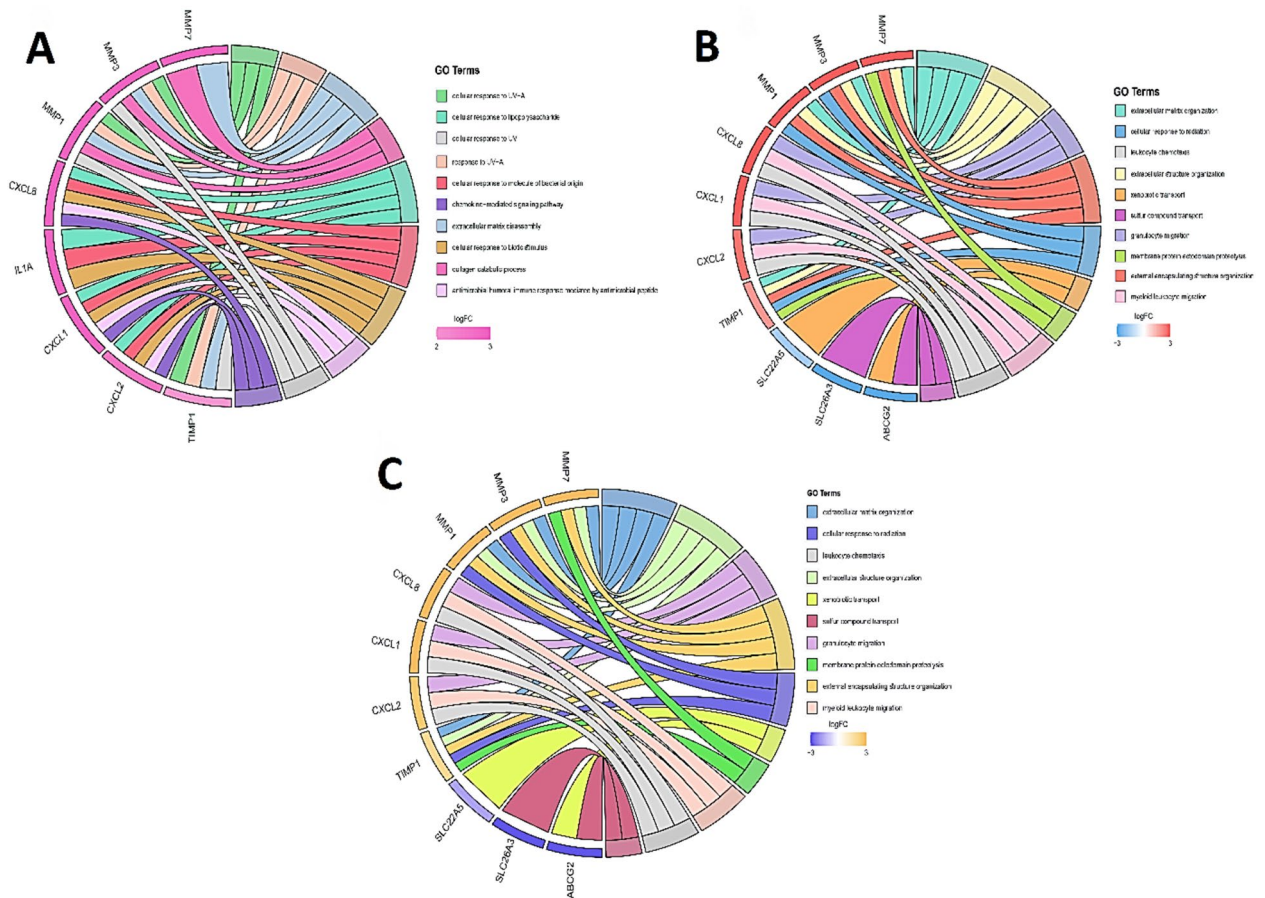 A
MMP7
MMP3
MMP1
CXCL8
IL1A
CXCL1
CXCL2
TIMP1
GO Terms
cellular response to UV-A
cellular response to lipopolysaccharide
cellular response to UV
response to UV-A
cellular response to molecule of bacterial origin
chemokine-mediated signaling pathway
extracellular matrix disassembly
cellular response to biotic stimulus
collagen catabolic process
antimicrobial humoral immune response mediated by antimicrobial peptide
logFC
2 3
B
MMP7
MMP3
MMP1
CXCL8
CXCL1
CXCL2
TIMP1
SLC22A5
SLC26A3
ABCG2
GO Terms
extracellular matrix organization
cellular response to radiation
leukocyte chemotaxis
extracellular structure organization
xenobiotic transport
sulfur compound transport
granulocyte migration
membrane protein ectodomain proteolysis
external encapsulating structure organization
myeloid leukocyte migration
logFC
-3 3
C
MMP7
MMP3
MMP1
CXCL8
CXCL1
CXCL2
TIMP1
SLC22A5
SLC26A3
ABCG2
GO Terms
extracellular matrix organization
cellular response to radiation
leukocyte chemotaxis
extracellular structure organization
xenobiotic transport
sulfur compound transport
granulocyte migration
membrane protein ectodomain proteolysis
external encapsulating structure organization
myeloid leukocyte migration
logFC